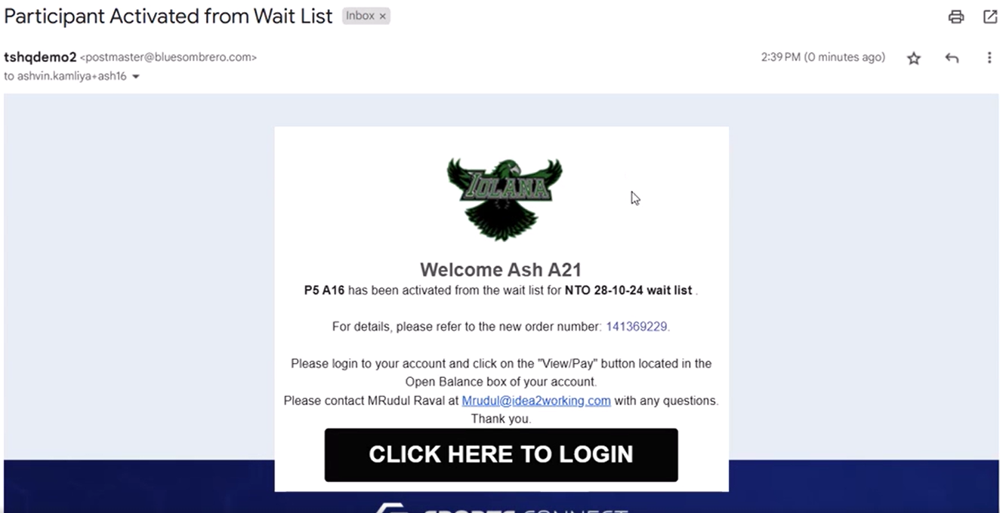 Participant Activated from Wait List Inbox ×
tshqdemo2 <postmaster@bluesombrero.com> 2:39 PM (0 minutes ago)
to ashvin.kamliya+ash16
IOLANA
Welcome Ash A21
P5 A16 has been activated from the wait list for NTO 28-10-24 wait list .
For details, please refer to the new order number: 141369229.
Please login to your account and click on the "View/Pay" button located in the
Open Balance box of your account.
Please contact MRudul Raval at Mrudul@idea2working.com with any questions.
Thank you.
CLICK HERE TO LOGIN
SPORTS CONNECT